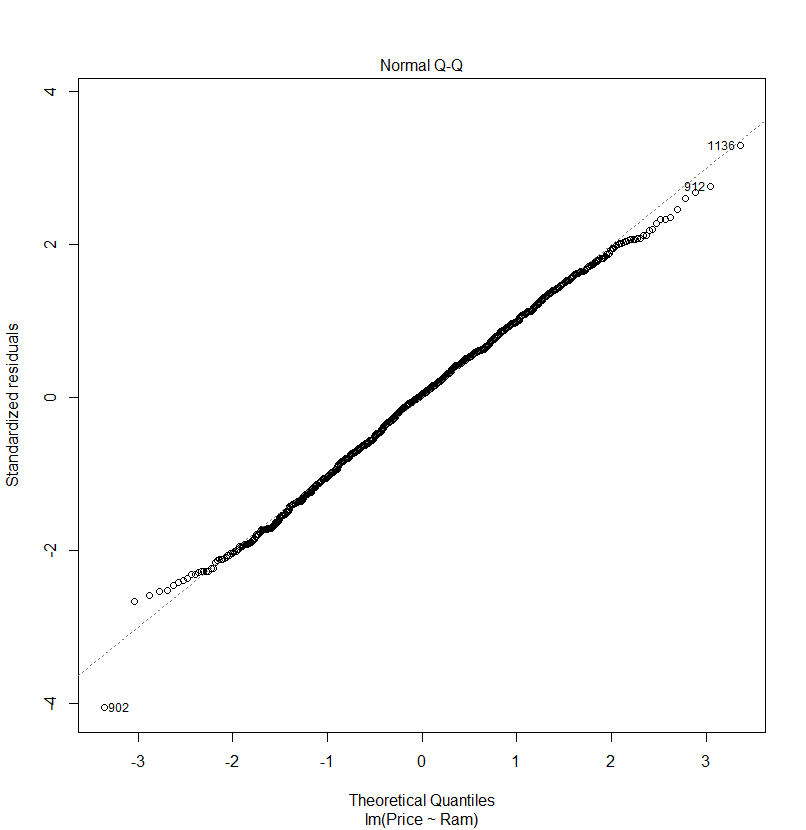 Normal Q-Q
4
2
0
-2
-4
Standardized residuals
1136
912
902
-3 -2 -1 0 1 2 3
Theoretical Quantiles
lm(Price ~ Ram)